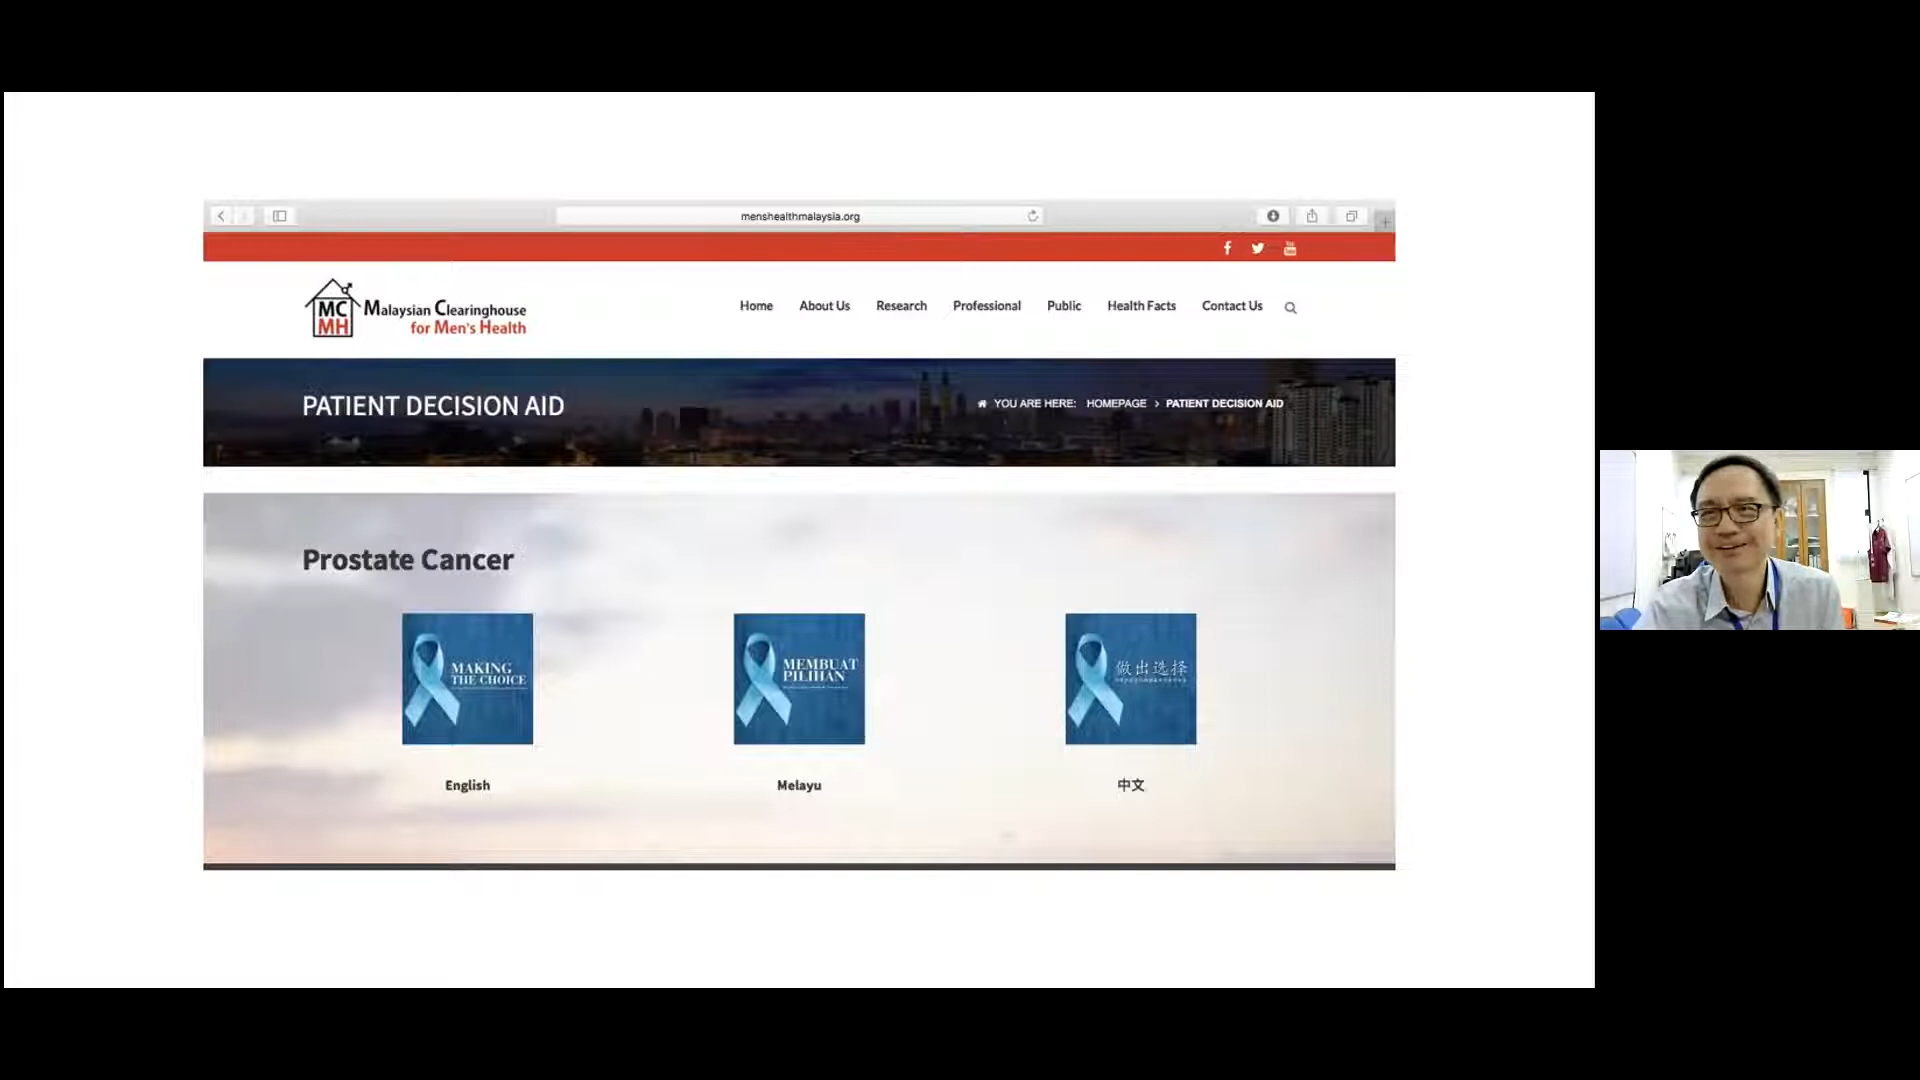 menshealthmalaysia.org
MC
MH
Malaysian Clearinghouse
for Men's Health
Home About Us Research Professional Public Health Facts Contact Us
PATIENT DECISION AID
YOU ARE HERE: HOMEPAGE > PATIENT DECISION AID
Prostate Cancer
MAKING
THE CHOICE
MEMBUAT
PILIHAN
做出选择
English Melayu 中文